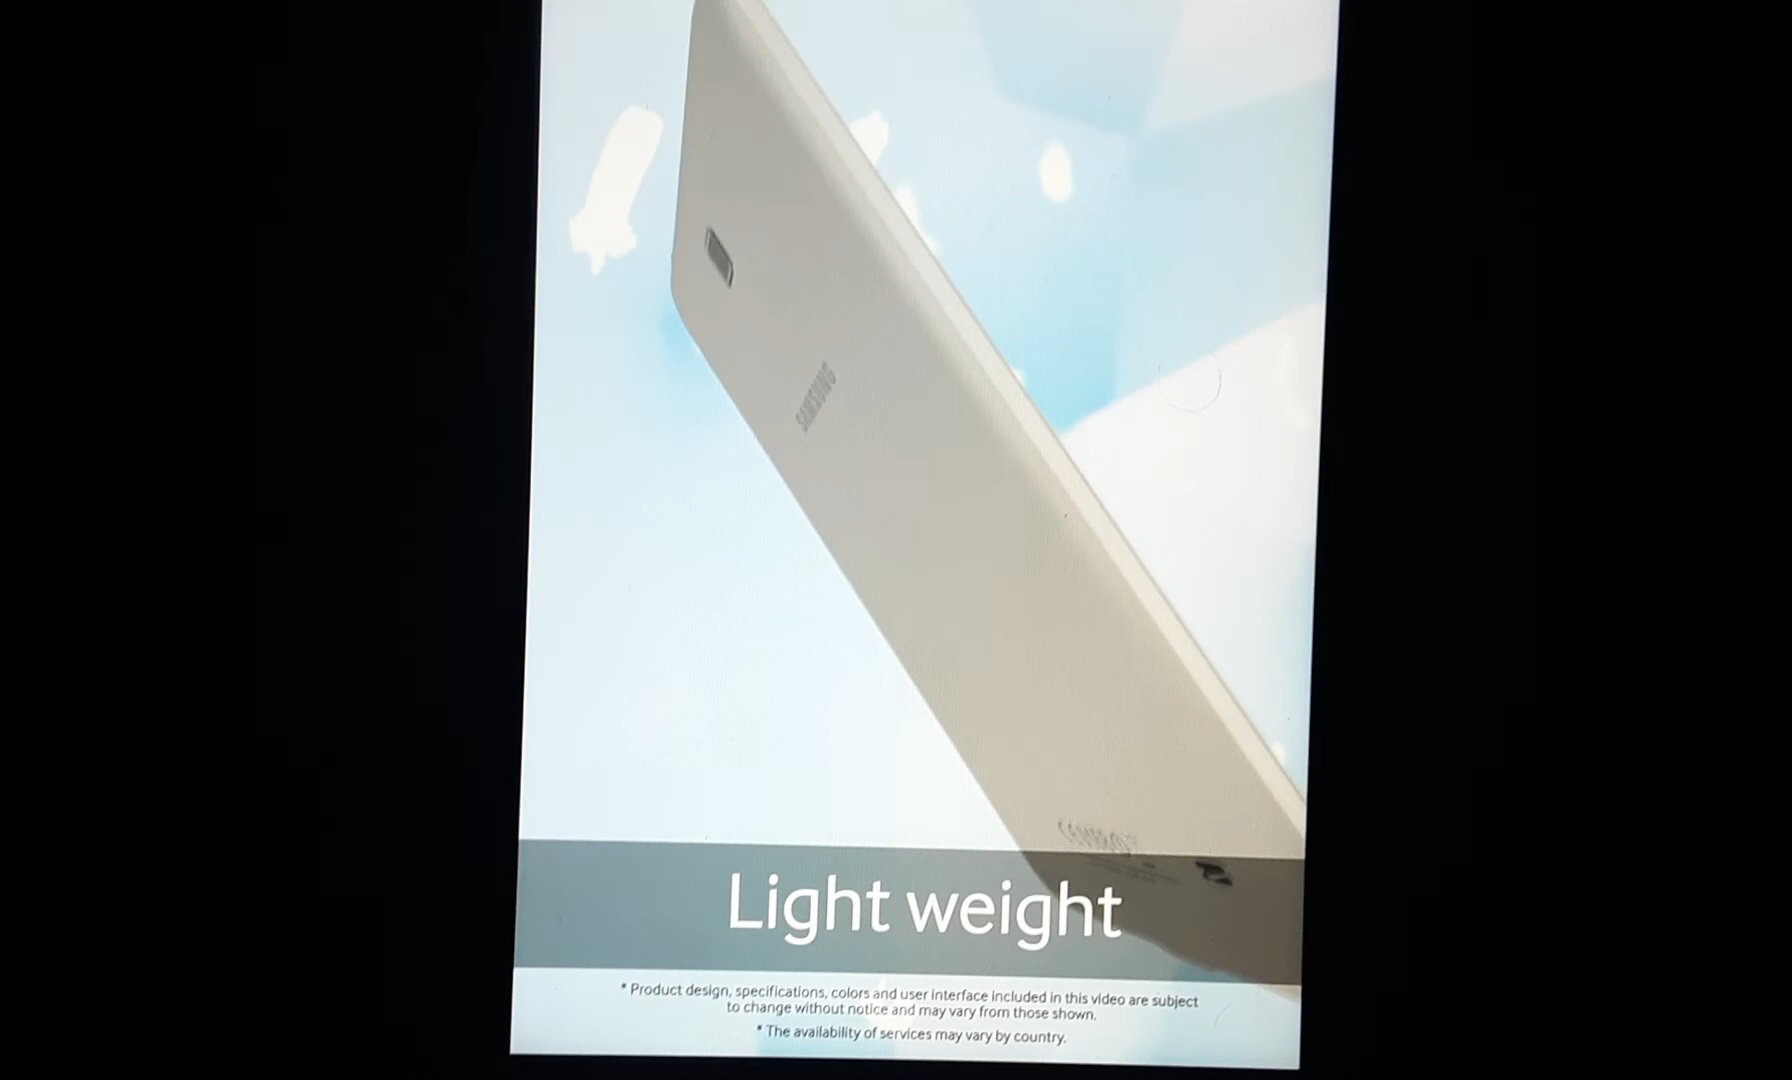 SAMSUNG
Light weight
* Product design, specifications, colors and user interface included in this video are subject
to change without notice and may vary from those shown.
* The availability of services may vary by country.